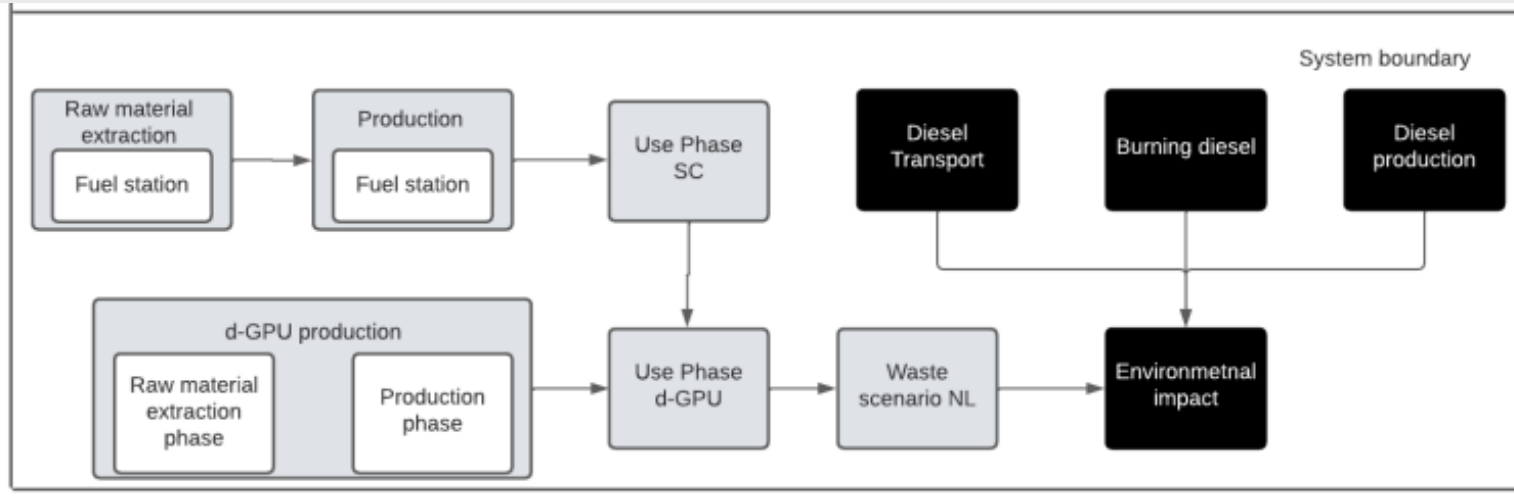 System boundary
Raw material
extraction
Fuel station
Production
Fuel station
Use Phase
SC
Diesel
Transport
Burning diesel
Diesel
production
d-GPU production
Raw material
extraction
phase
Production
phase
Use Phase
d-GPU
Waste
scenario NL
Environmetnal
impact